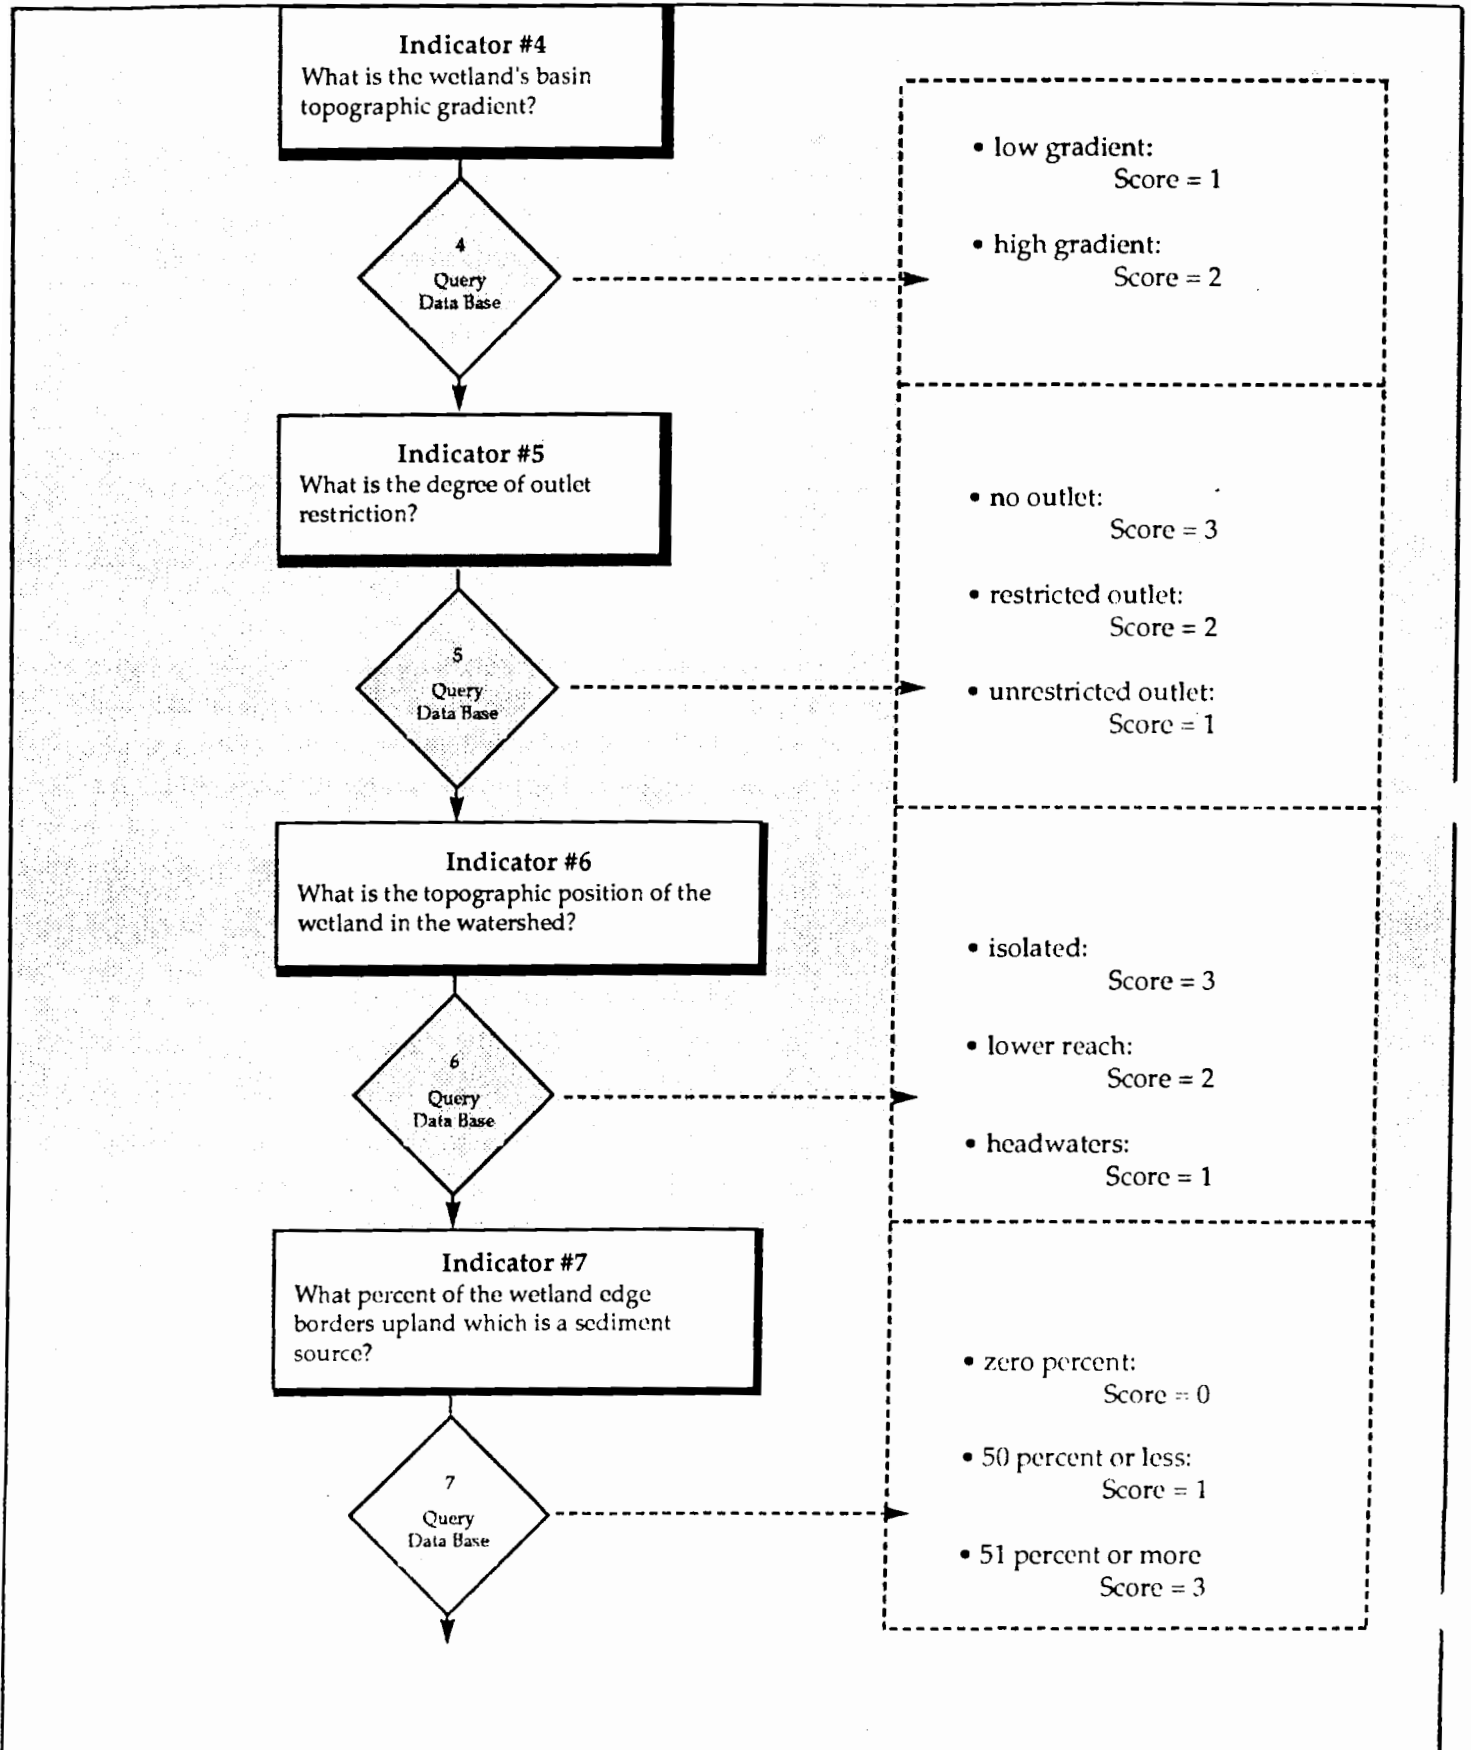 Indicator #4
What is the wetland's basin
topographic gradient?
• low gradient:
Score = 1
• high gradient:
Score = 2
4
Query
Data Base
Indicator #5
What is the degree of outlet
restriction?
• no outlet:
Score = 3
• restricted outlet:
Score = 2
• unrestricted outlet:
Score = 1
5
Query
Data Base
Indicator #6
What is the topographic position of the
wetland in the watershed?
• isolated:
Score = 3
• lower reach:
Score = 2
• headwaters:
Score = 1
6
Query
Data Base
Indicator #7
What percent of the wetland edge
borders upland which is a sediment
source?
• zero percent:
Score = 0
• 50 percent or less:
Score = 1
• 51 percent or more
Score = 3
7
Query
Data Base